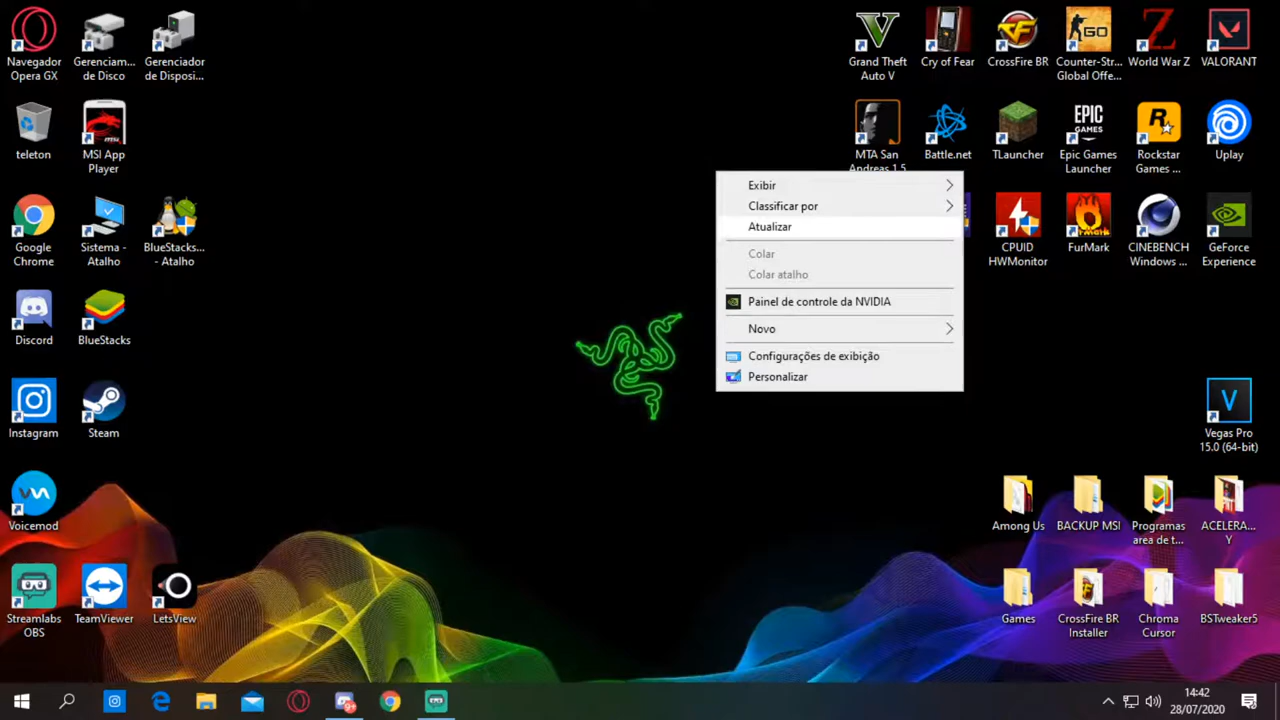 Navegador
Opera GX
Gerenciam...
de Disco
Gerenciador
de Disposi...
Grand Theft
Auto V
Cry of Fear
CrossFire BR
GO
Counter-Str...
Global Offe...
World War Z
VALORANT
teleton
MSI App
Player
MTA San
Andreas 1.5
Battle.net
TLauncher
EPIC
GAMES
Epic Games
Launcher
Rockstar
Games ...
Uplay
Google
Chrome
Sistema -
Atalho
BlueStacks...
- Atalho
CPUID
HWMonitor
FurMark
CINEBENCH
Windows ...
GeForce
Experience
Exibir
Classificar por
Atualizar
Colar
Colar atalho
Painel de controle da NVIDIA
Novo
Configurações de exibição
Personalizar
Discord
BlueStacks
Instagram
Steam
Vegas Pro
15.0 (64-bit)
Voicemod
Among Us
BACKUP MSI
Programas
area de t...
ACELERA...
Y
Streamlabs
OBS
TeamViewer
LetsView
Games
CrossFire BR
Installer
Chroma
Cursor
BSTweaker5
14:42
28/07/2020